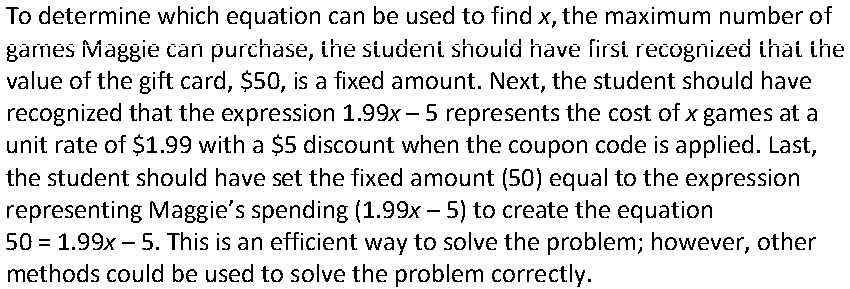 To determine which equation can be used to find x, the maximum number of
games Maggie can purchase, the student should have first recognized that the
value of the gift card, $50, is a fixed amount. Next, the student should have
recognized that the expression 1.99x – 5 represents the cost of x games at a
unit rate of $1.99 with a $5 discount when the coupon code is applied. Last,
the student should have set the fixed amount (50) equal to the expression
representing Maggie’s spending (1.99x – 5) to create the equation
50 = 1.99x – 5. This is an efficient way to solve the problem; however, other
methods could be used to solve the problem correctly.